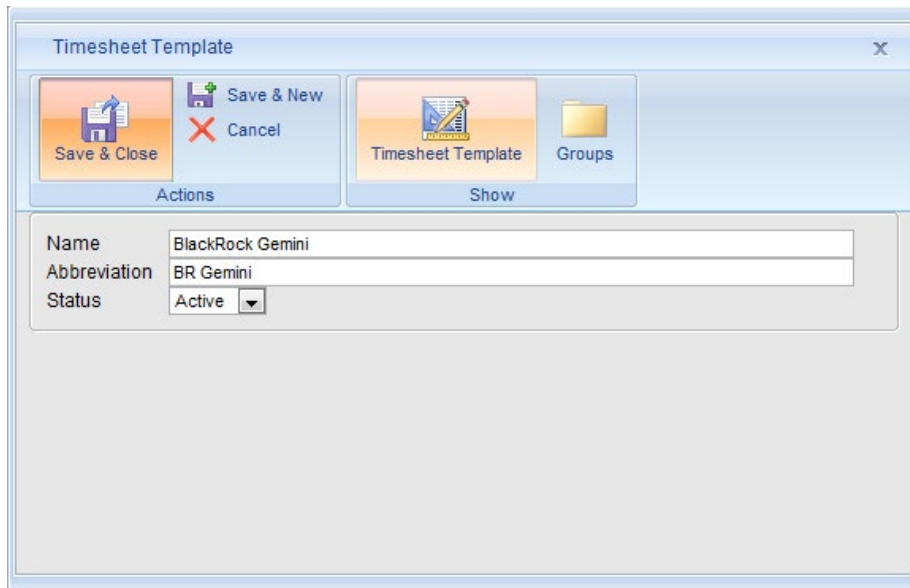 Timesheet Template
x
Save & Close
Save & New
Cancel
Actions
Timesheet Template
Groups
Show
Name BlackRock Gemini
Abbreviation BR Gemini
Status Active